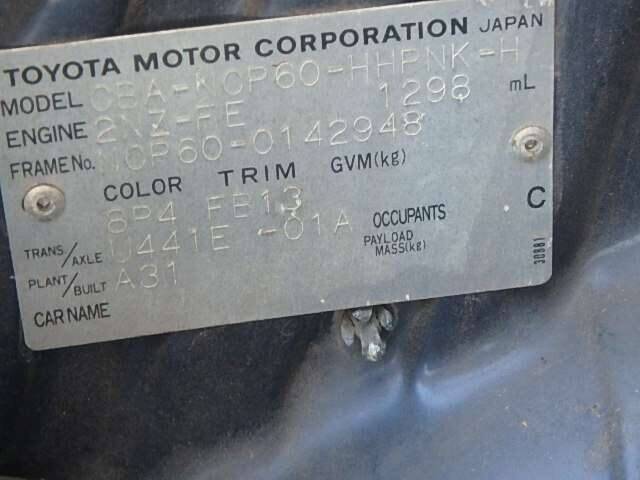 TOYOTA MOTOR CORPORATION JAPAN
MODEL CBA-NCP60-HHPNK-H
ENGINE 2NZ-FE 1298 mL
FRAME No. NCP60-0142948
COLOR TRIM GVM(kg)
8P4 FB13
C
TRANS/AXLE U441E -01A OCCUPANTS
PAYLOAD MASS(kg)
PLANT/BUILT A31
CAR NAME
30881